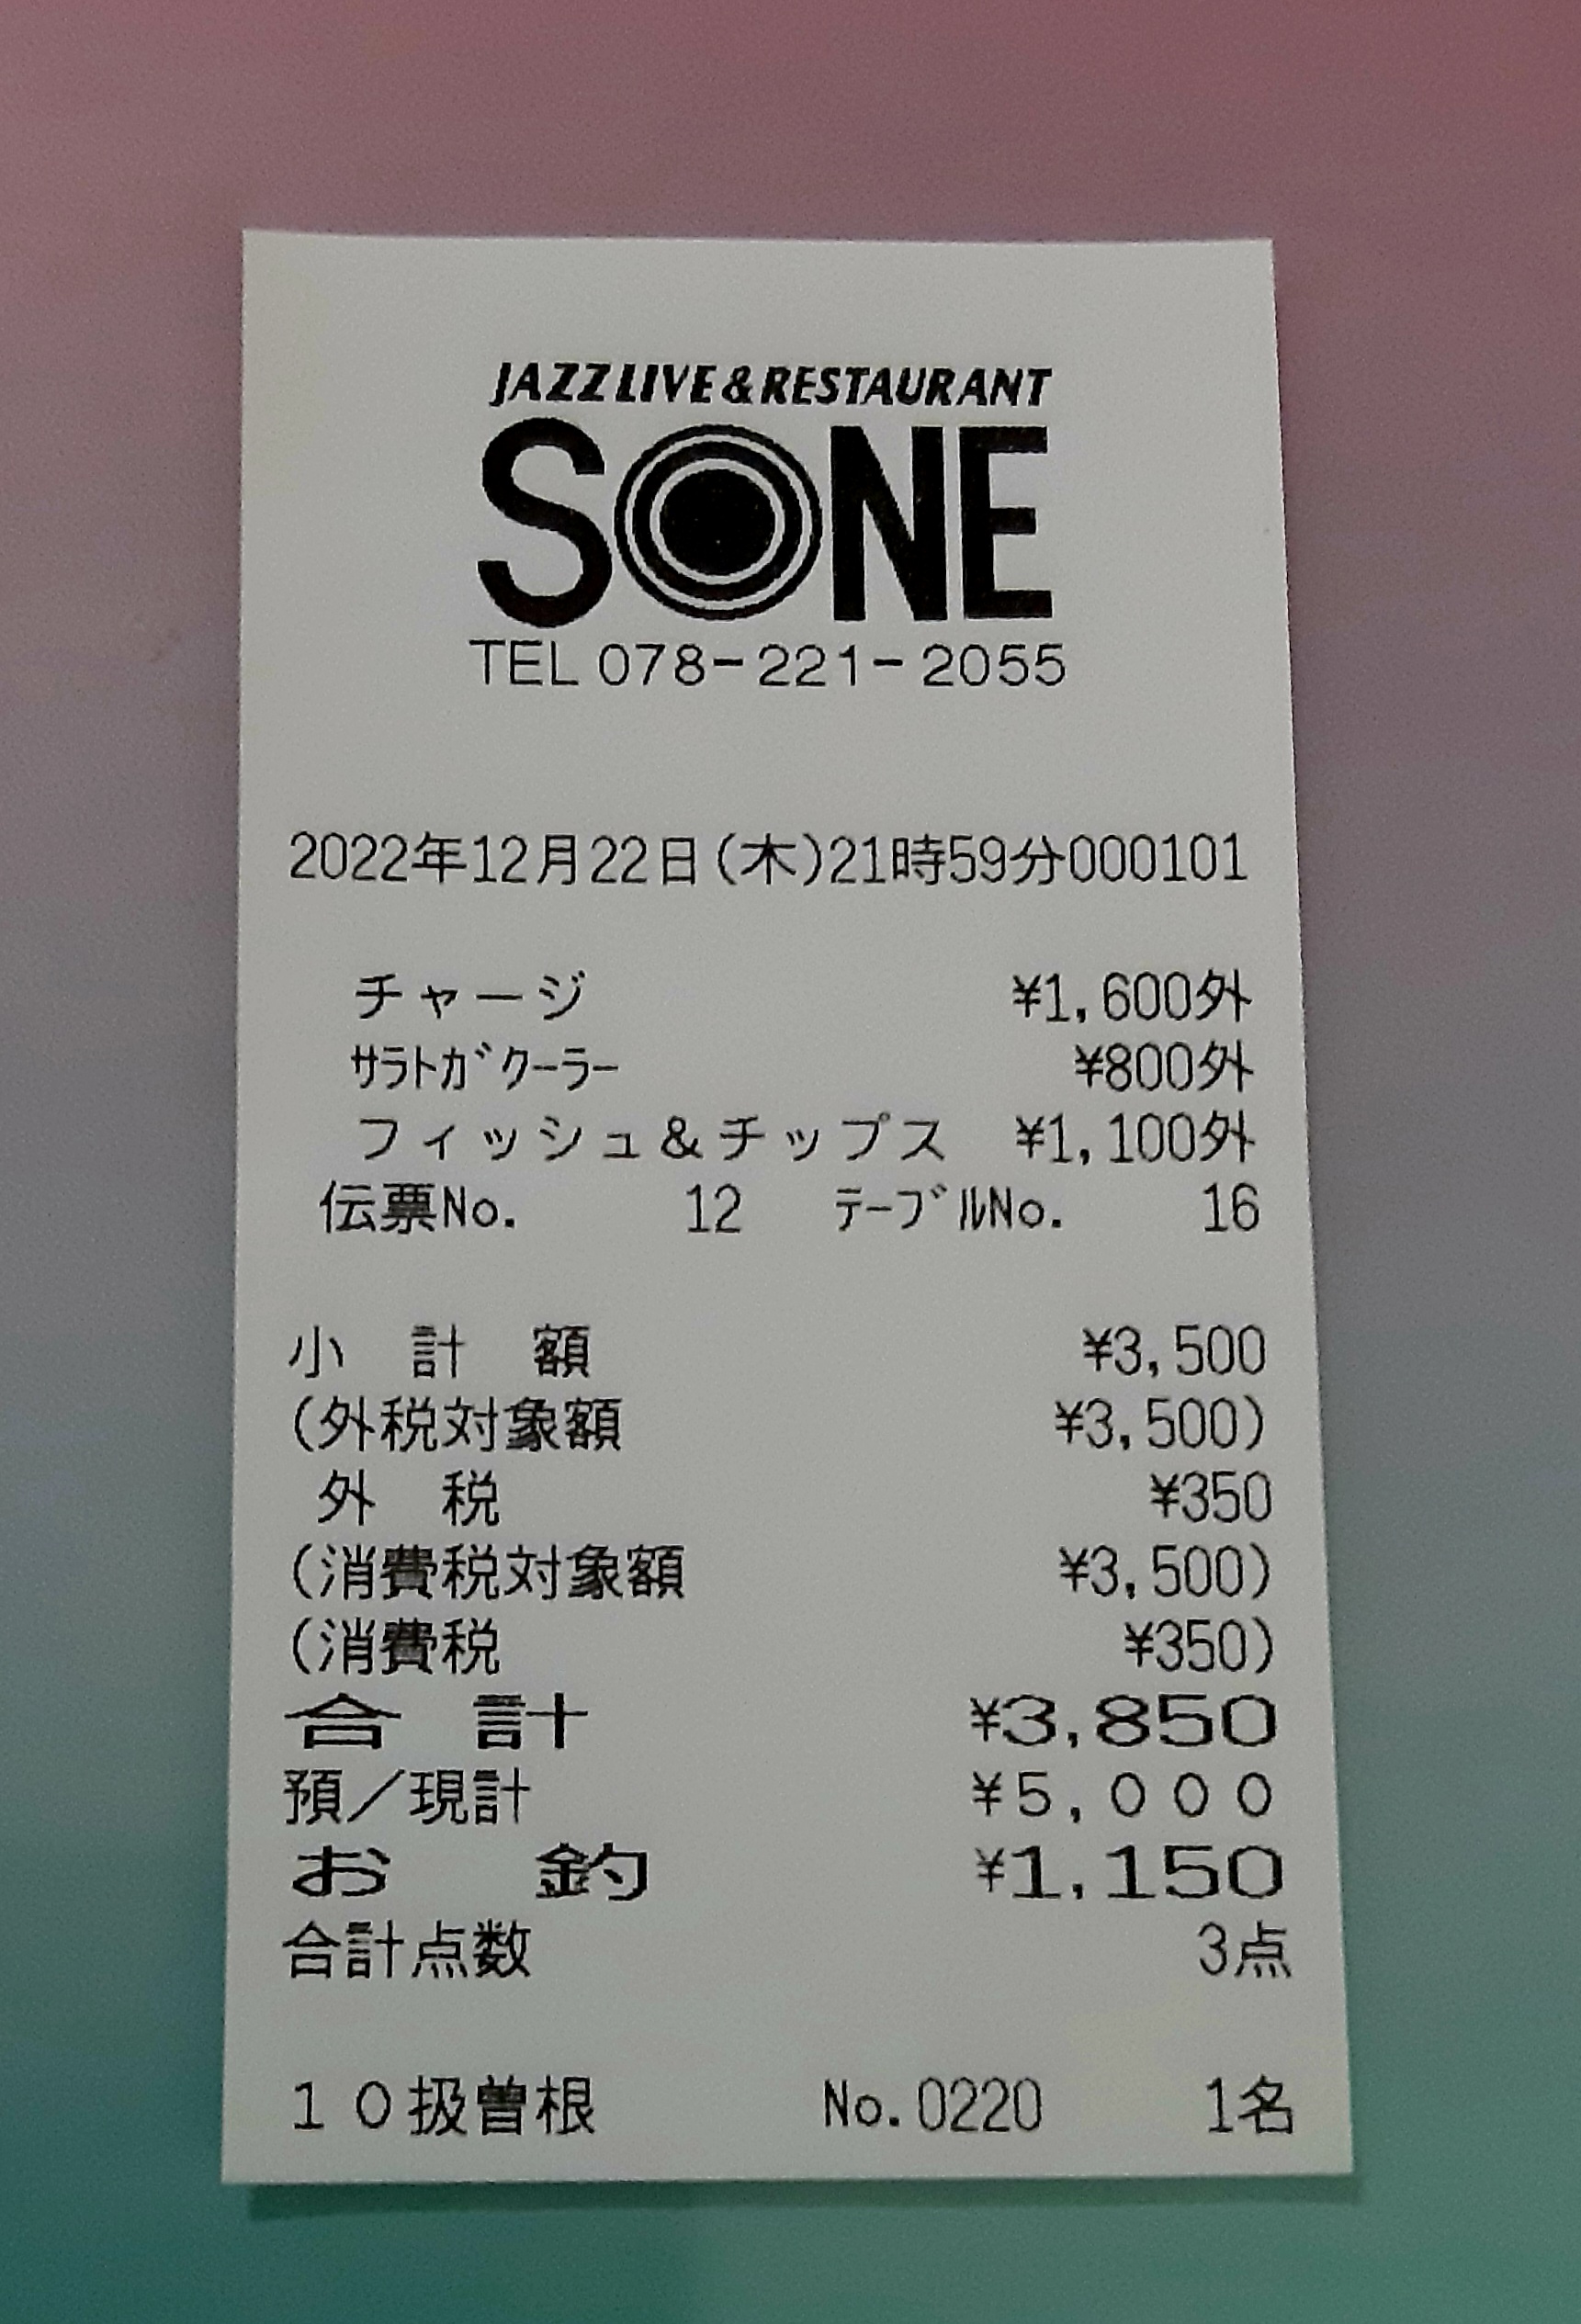 JAZZ LIVE & RESTAURANT
SONE
TEL 078-221-2055
2022年12月22日(木)21時59分000101
チャージ ¥1,600外
ｻﾗﾄｶﾞｸｰﾗｰ ¥800外
フィッシュ&チップス ¥1,100外
伝票No. 12 ﾃｰﾌﾞﾙNo. 16
小計額 ¥3,500
(外税対象額 ¥3,500)
外税 ¥350
(消費税対象額 ¥3,500)
(消費税 ¥350)
合計 ¥3,850
預／現計 ¥5,000
お釣 ¥1,150
合計点数 3点
10扱曽根 No.0220 1名